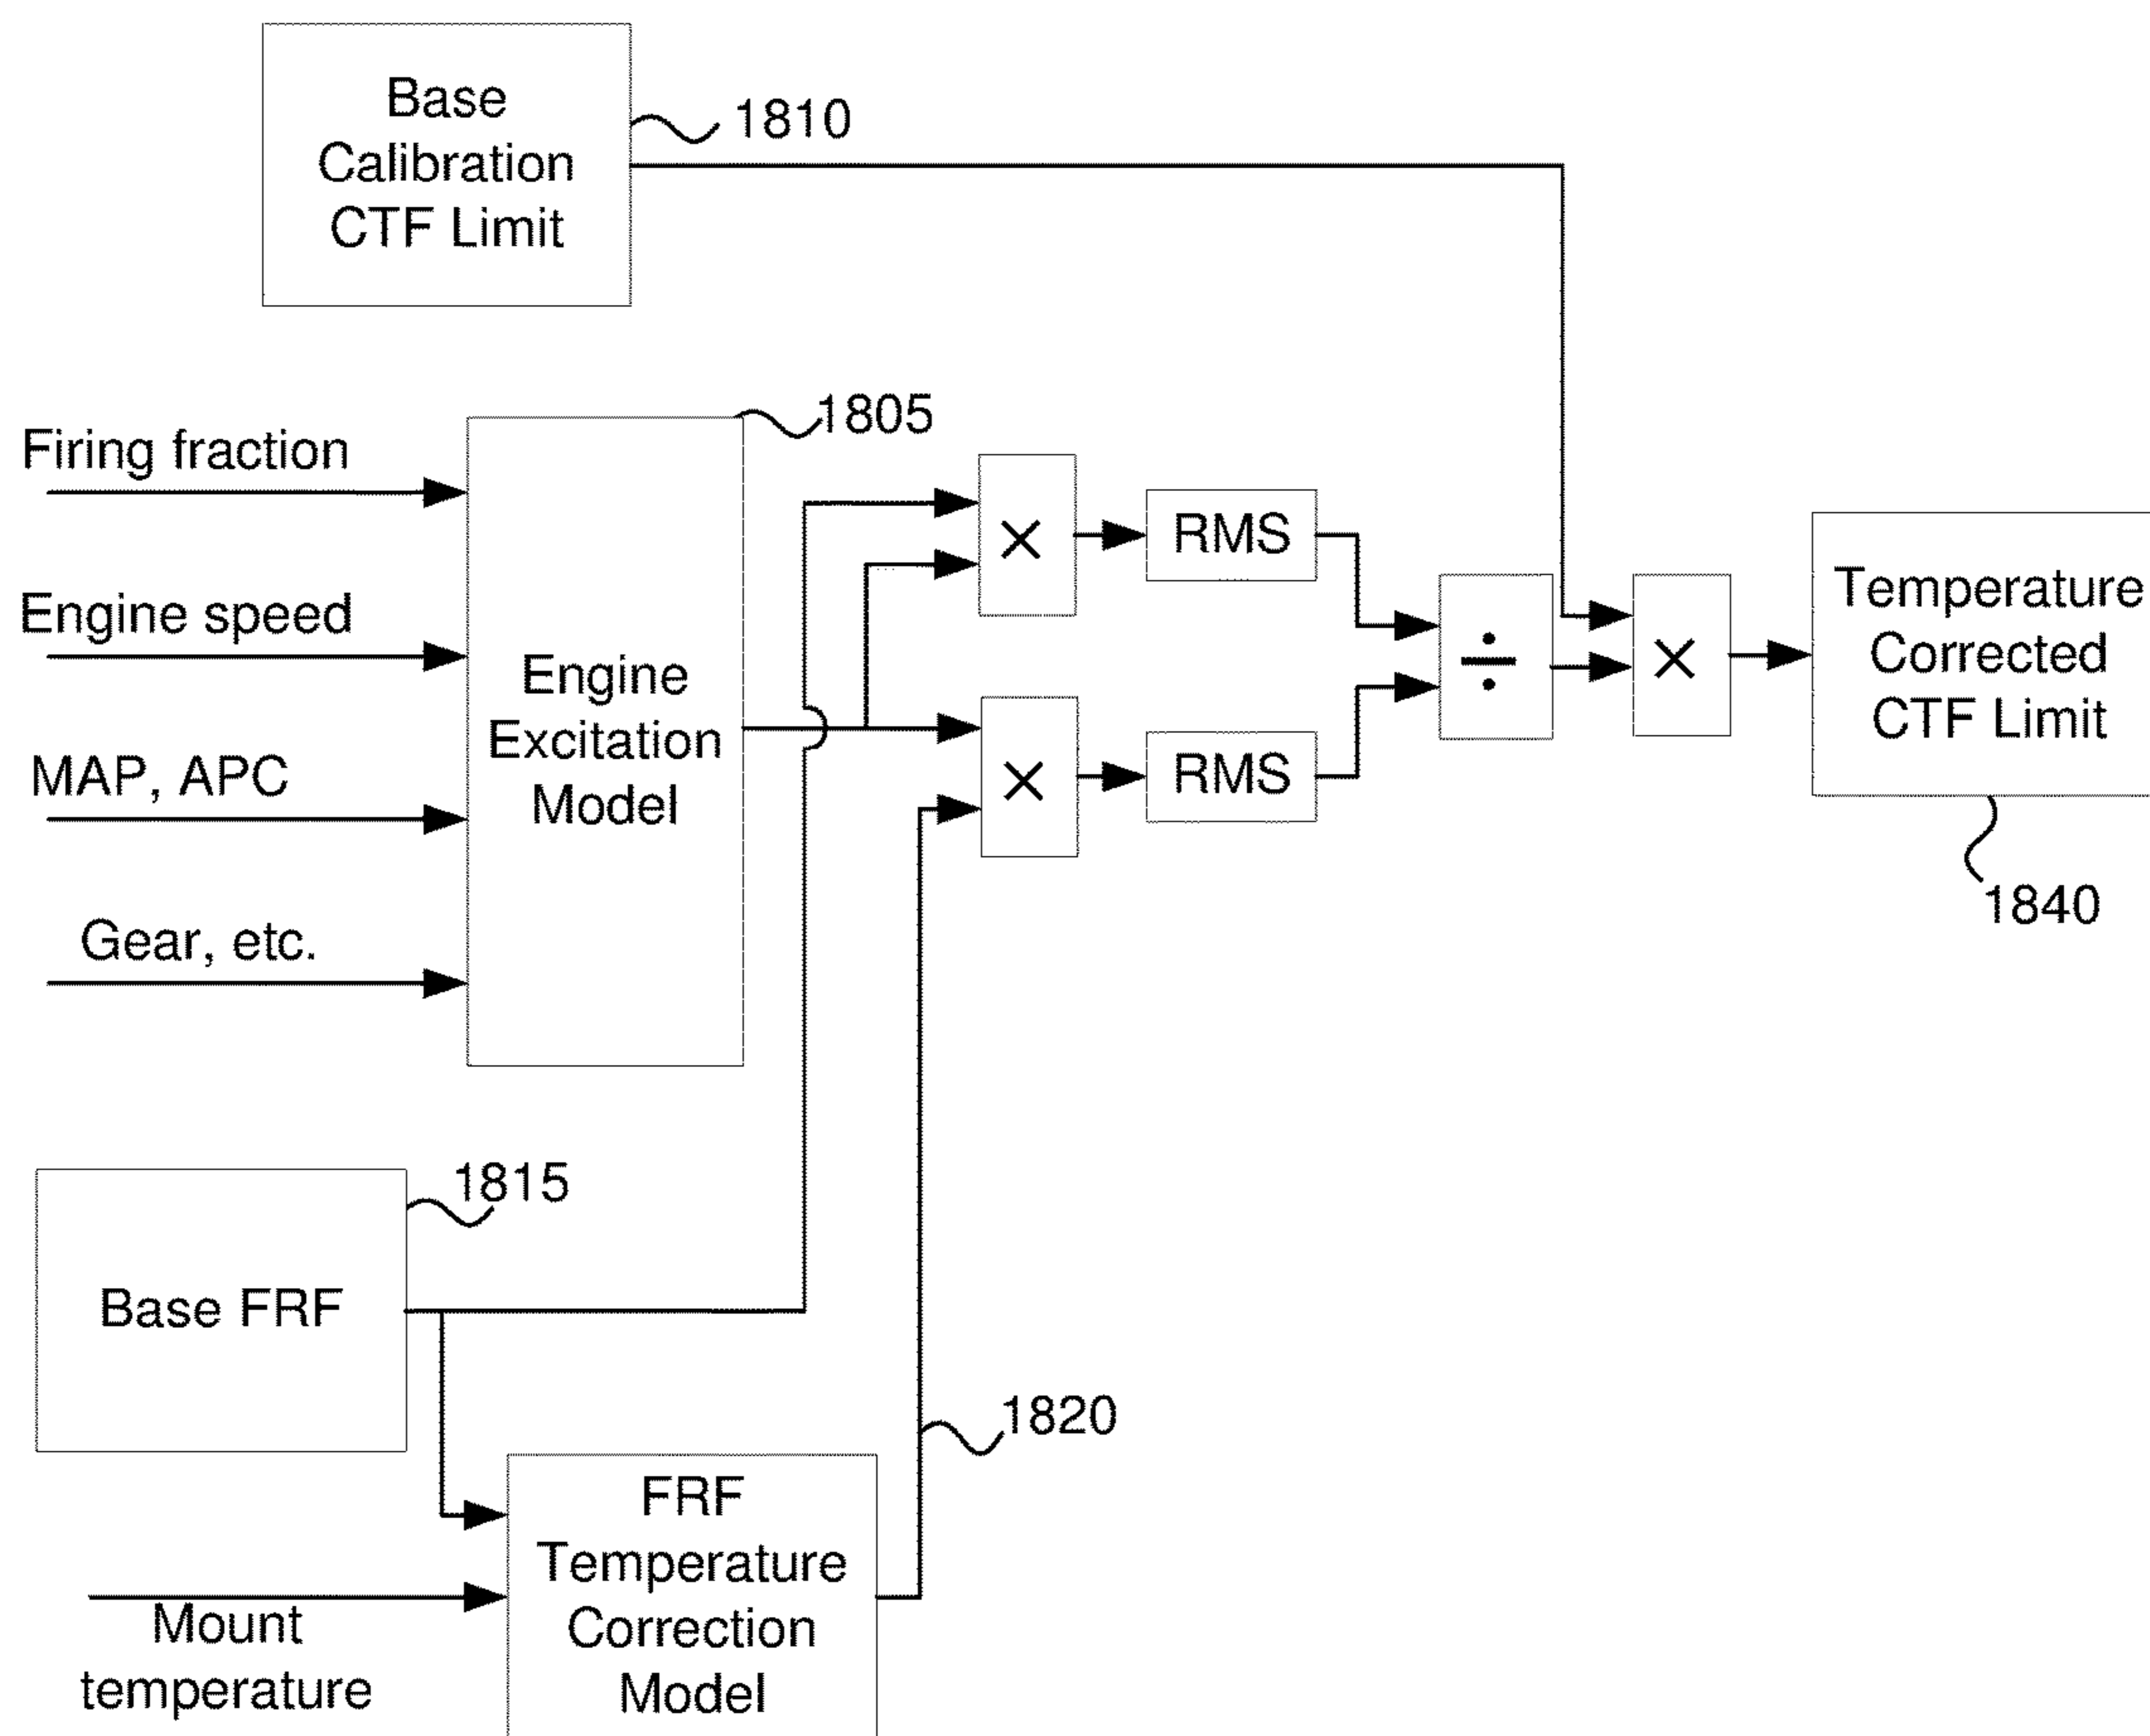 Base
Calibration
CTF Limit
1810
1805
Firing fraction
Engine speed
MAP, APC
Gear, etc.
Engine
Excitation
Model
×
RMS
×
RMS
÷
×
Temperature
Corrected
CTF Limit
1840
1815
Base FRF
1820
FRF
Temperature
Correction
Model
Mount
temperature